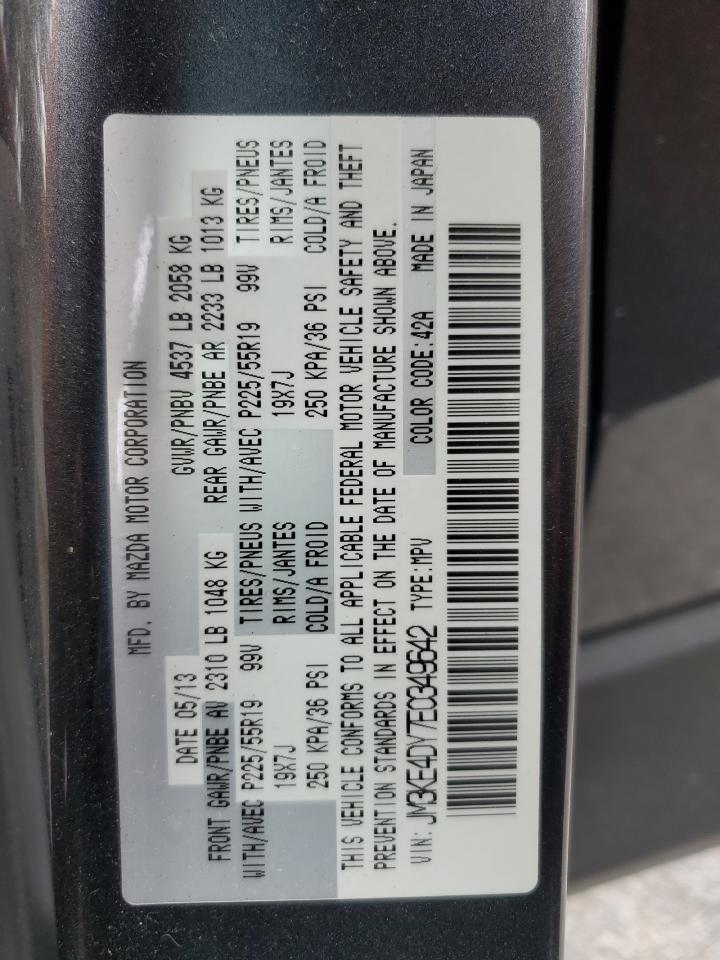 MFD. BY MAZDA MOTOR CORPORATION
DATE 05/13 GVWR/PNBV 4537 LB 2058 KG
FRONT GAWR/PNBE AV 2310 LB 1048 KG REAR GAWR/PNBE AR 2233 LB 1013 KG
WITH/AVEC P225/55R19 99V TIRES/PNEUS WITH/AVEC P225/55R19 99V TIRES/PNEUS
19X7J RIMS/JANTES 19X7J RIMS/JANTES
250 KPA/36 PSI COLD/A FROID 250 KPA/36 PSI COLD/A FROID
THIS VEHICLE CONFORMS TO ALL APPLICABLE FEDERAL MOTOR VEHICLE SAFETY AND THEFT
PREVENTION STANDARDS IN EFFECT ON THE DATE OF MANUFACTURE SHOWN ABOVE.
VIN: JM3KE4DY7E0349642 TYPE:MPV COLOR CODE:42A MADE IN JAPAN